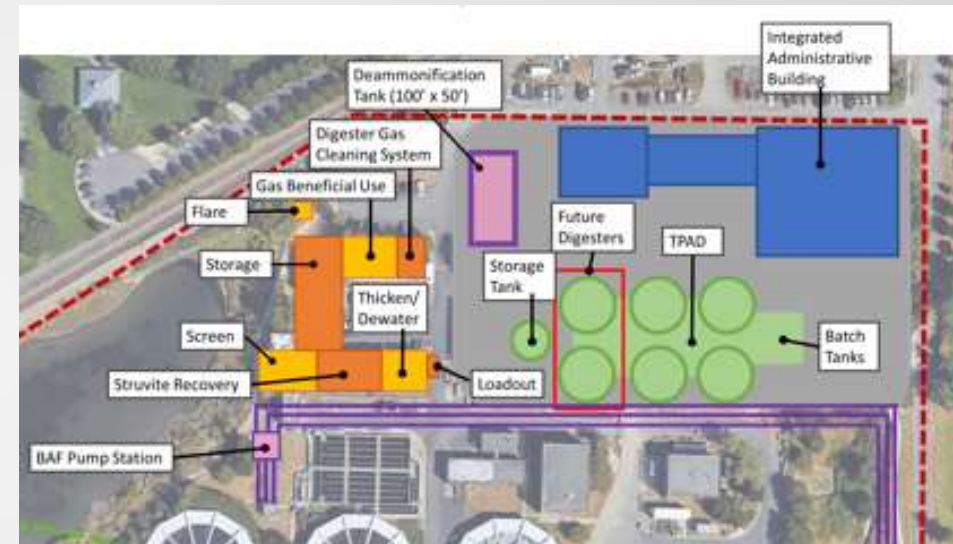 Integrated
Administrative
Building
Deammonification
Tank (100' x 50')
Digester Gas
Cleaning System
Gas Beneficial Use
Flare
Future
Digesters
TPAD
Storage
Storage
Tank
Thicken/
Dewater
Screen
Batch
Tanks
Struvite Recovery
Loadout
BAF Pump Station